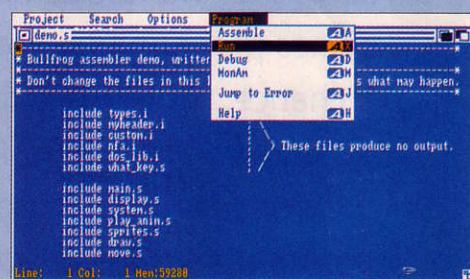 Project Search Options Program
demo.s
Assemble A
Run X
Debug D
MonAm M
Jump to Error J
Help H
* Bullfrog assembler demo, written
* Don't change the files in this l s what may happen.
include types.i
include myheader.i
include custom.i
include nfa.i
include dos_lib.i
include what_key.s
These files produce no output.
include main.s
include display.s
include system.s
include play_anim.s
include sprites.s
include draw.s
include move.s
Line: 1 Col: 1 Mem:59280